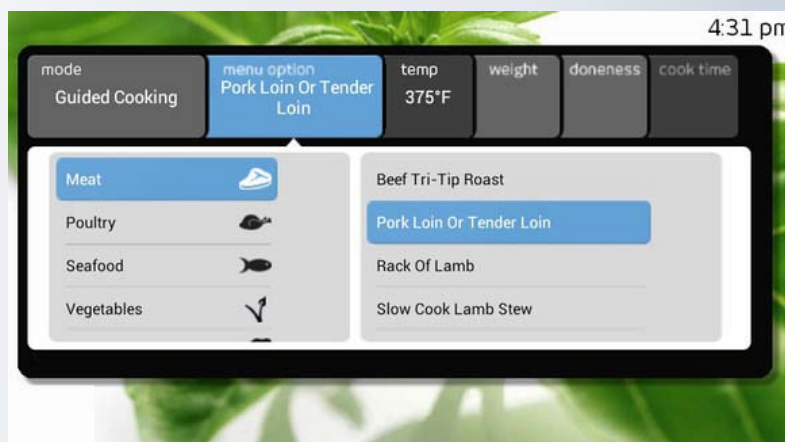 4:31 pm
mode
Guided Cooking
menu option
Pork Loin Or Tender
Loin
temp
375°F
weight
doneness
cook time
Meat
Poultry
Seafood
Vegetables
Beef Tri-Tip Roast
Pork Loin Or Tender Loin
Rack Of Lamb
Slow Cook Lamb Stew